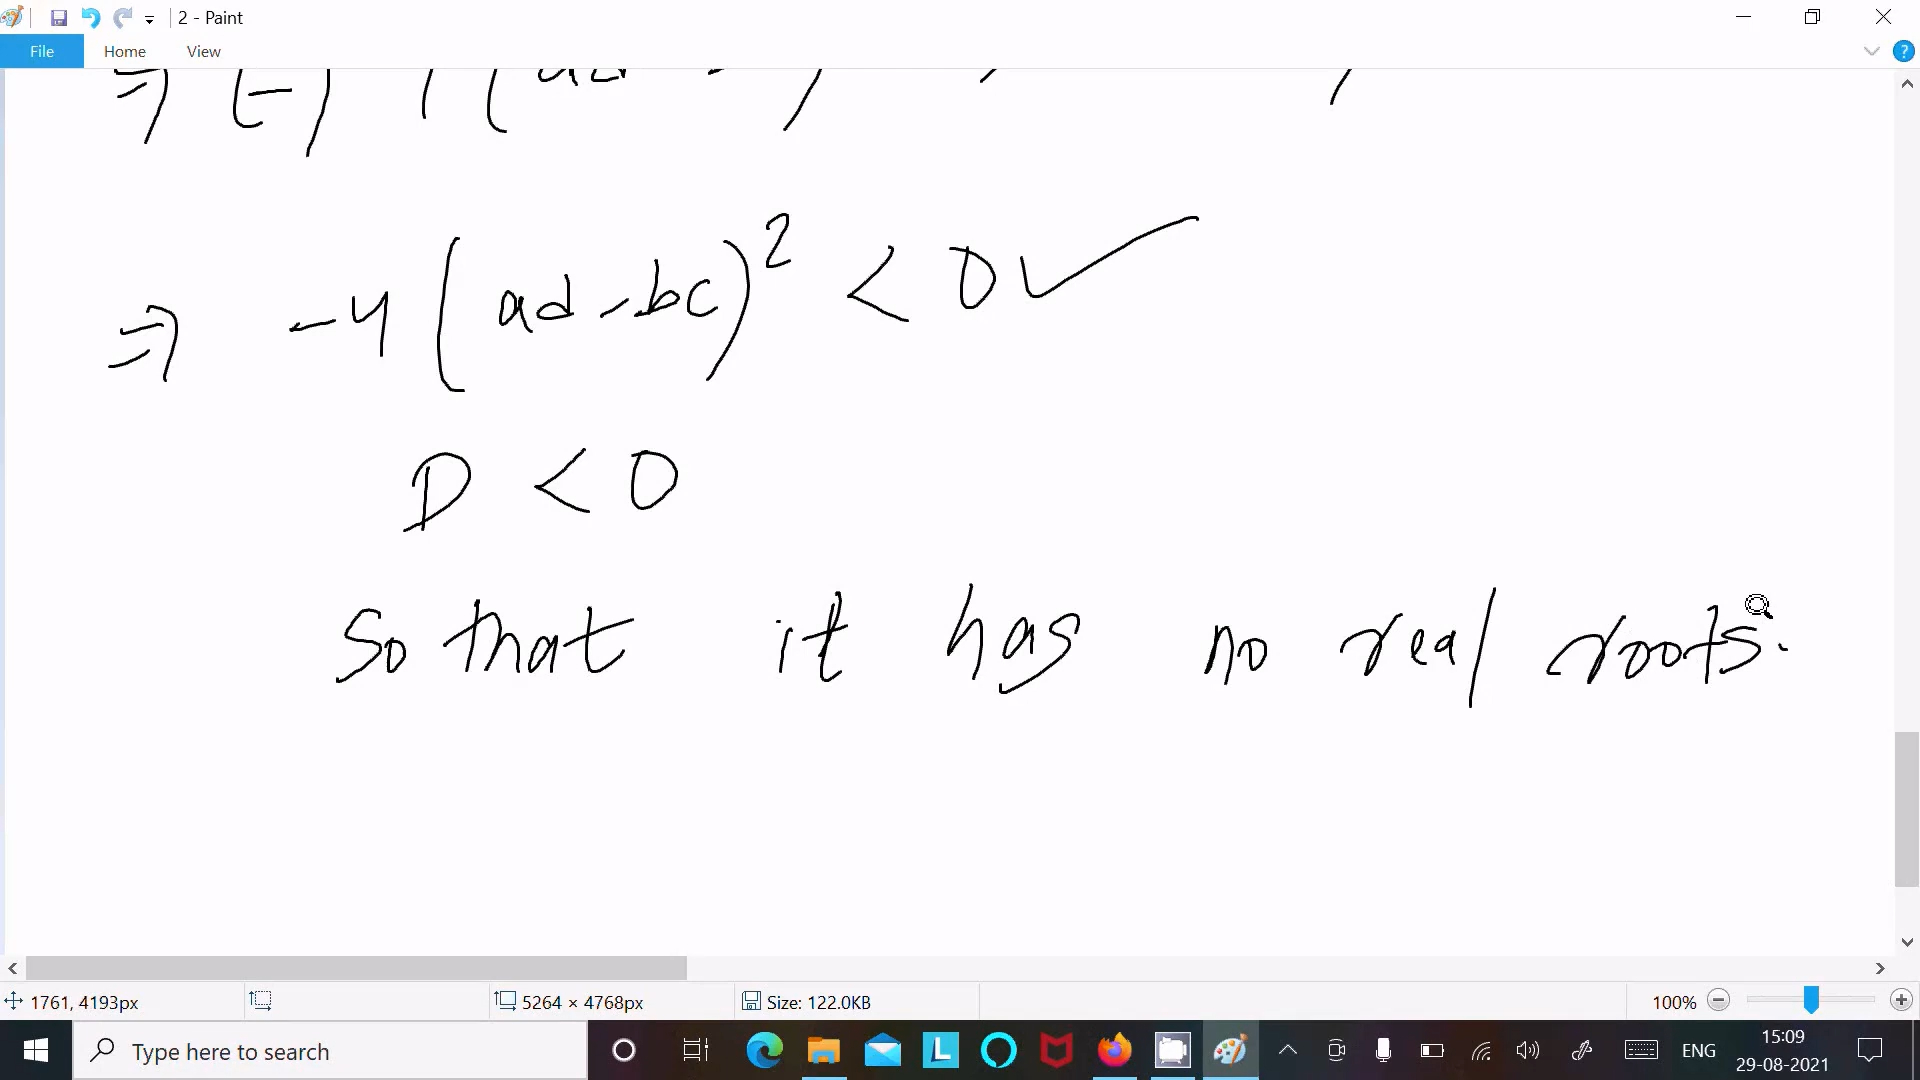 2 - Paint
File Home View
⇒ -4(ad-bc)² < 0 ✓
D < 0
So that it has no real roots.
1761, 4193px 5264 × 4768px Size: 122.0KB 100%
Type here to search ENG 15:09
29-08-2021